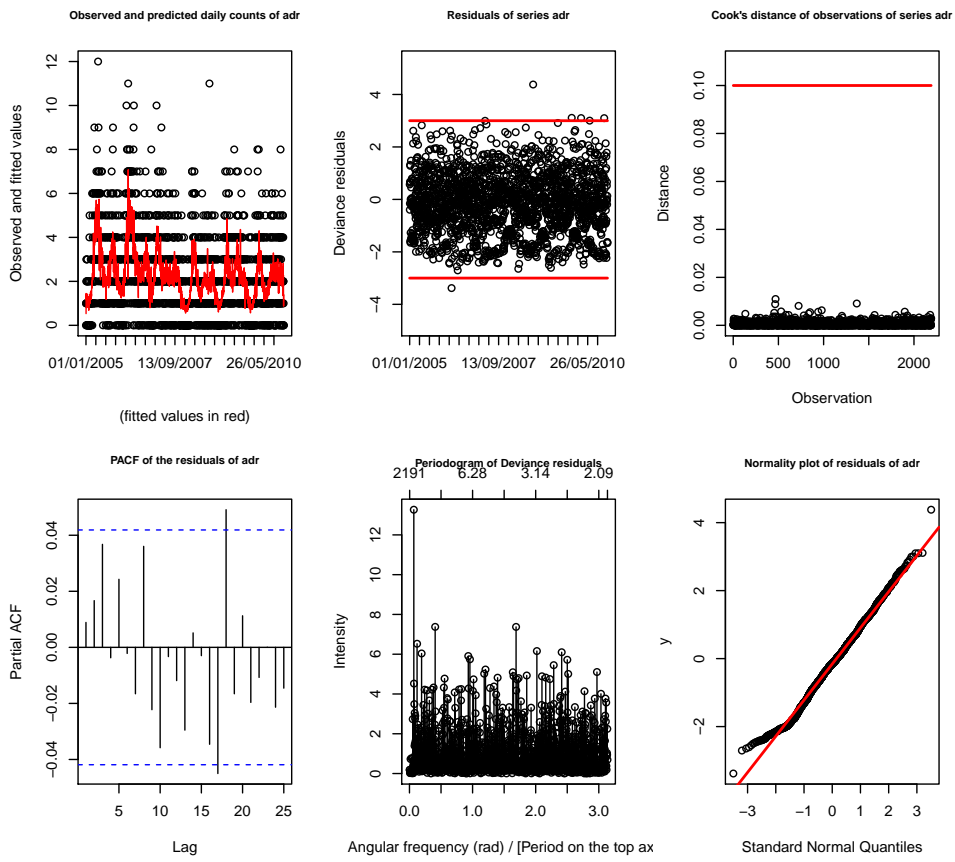 Observed and predicted daily counts of adr
Observed and fitted values
0 2 4 6 8 10 12
01/01/2005 13/09/2007 26/05/2010
(fitted values in red)
Residuals of series adr
Deviance residuals
−4 −2 0 2 4
01/01/2005 13/09/2007 26/05/2010
Cook's distance of observations of series adr
Distance
0.00 0.02 0.04 0.06 0.08 0.10
0 500 1000 2000
Observation
PACF of the residuals of adr
Partial ACF
−0.04 −0.02 0.00 0.02 0.04
5 10 15 20 25
Lag
Periodogram of Deviance residuals
2191 6.28 3.14 2.09
Intensity
0 2 4 6 8 10 12
0.0 1.0 2.0 3.0
Angular frequency (rad) / [Period on the top ax
Normality plot of residuals of adr
y
−2 0 2 4
−3 −2 −1 0 1 2 3
Standard Normal Quantiles